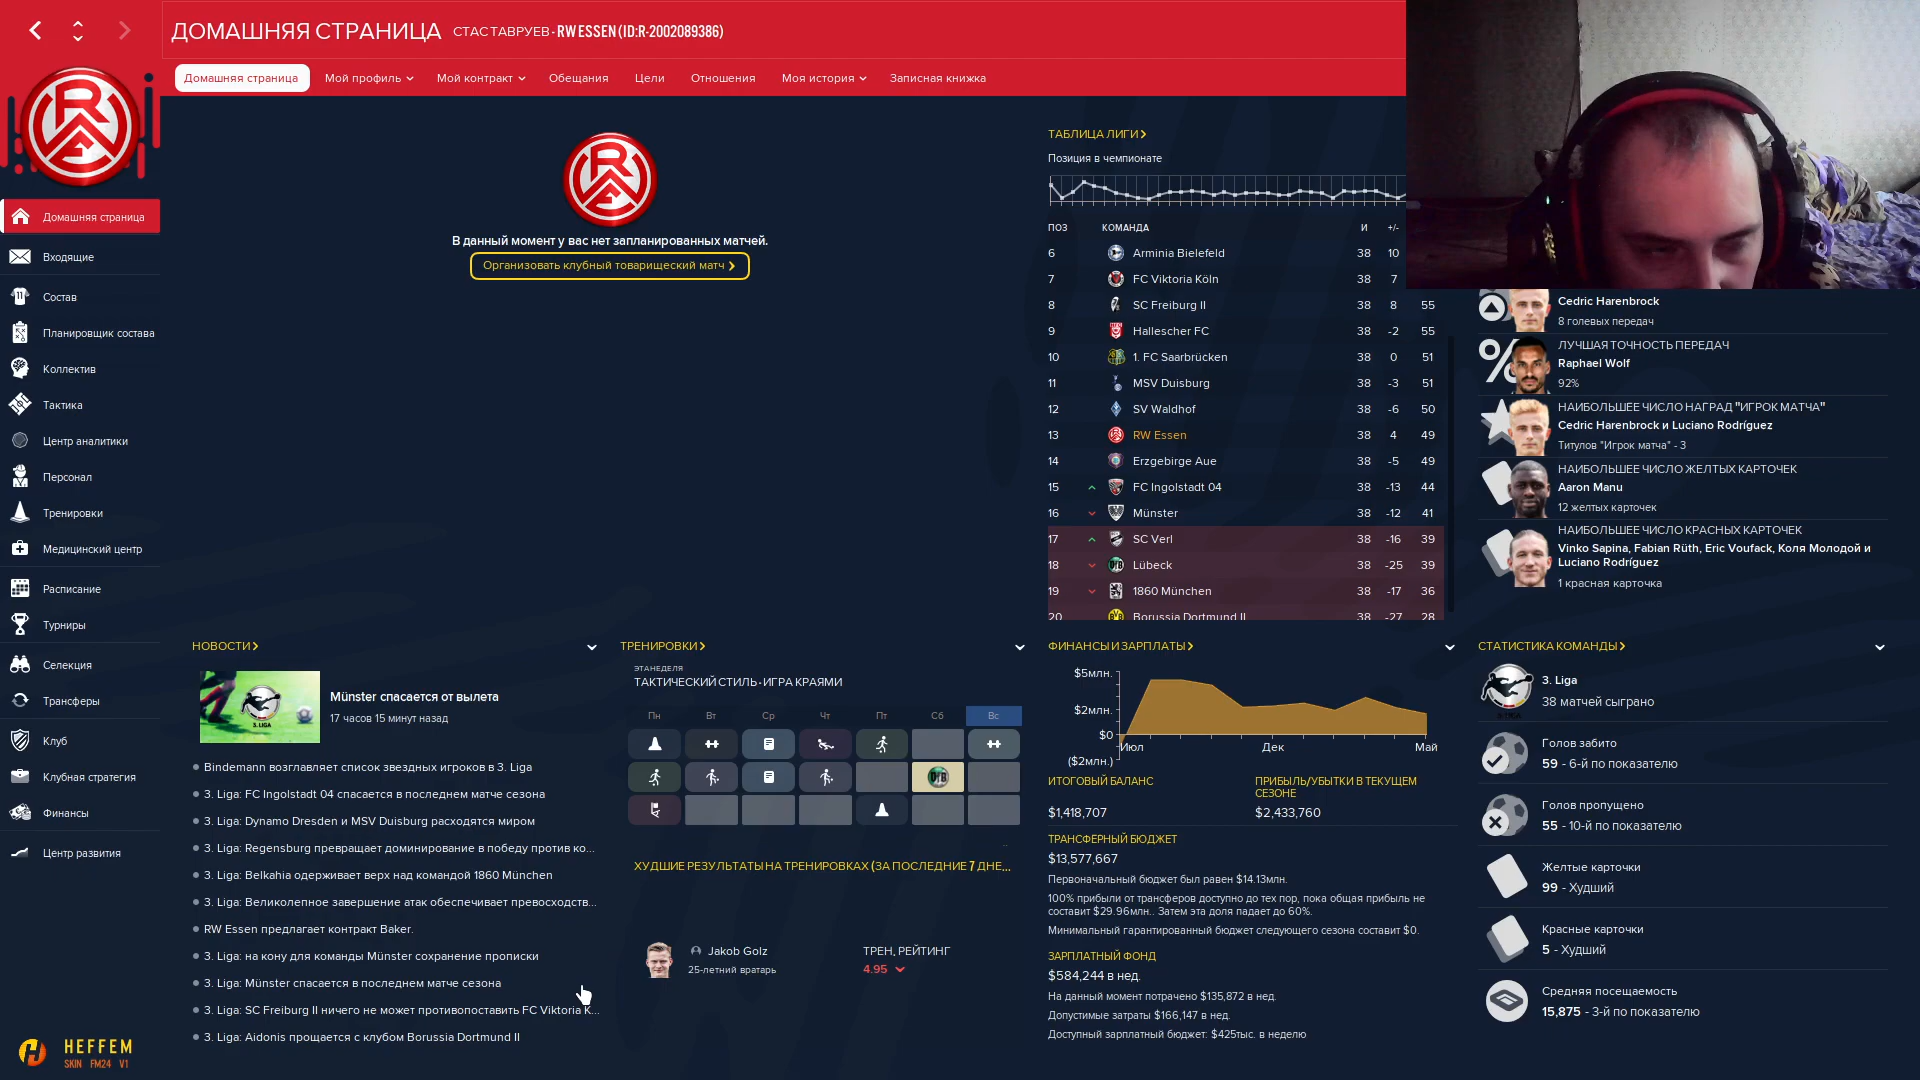 ДОМАШНЯЯ СТРАНИЦА
СТАС ТАВРУЕВ - RW ESSEN (ID:R-2002089386)
Домашняя страница
Мой профиль
Мой контракт
Обещания
Цели
Отношения
Моя история
Записная книжка
Домашняя страница
Входящие
Состав
Планировщик состава
Коллектив
Тактика
Центр аналитики
Персонал
Тренировки
Медицинский центр
Расписание
Турниры
Селекция
Трансферы
Клуб
Клубная стратегия
Финансы
Центр развития
HEFFEM
SKIN FM24 V1
В данный момент у вас нет запланированных матчей.
Организовать клубный товарищеский матч
ТАБЛИЦА ЛИГИ
Позиция в чемпионате
ПОЗ КОМАНДА И +/-
6 Arminia Bielefeld 38 10
7 FC Viktoria Köln 38 7
8 SC Freiburg II 38 8 55
9 Hallescher FC 38 -2 55
10 1. FC Saarbrücken 38 0 51
11 MSV Duisburg 38 -3 51
12 SV Waldhof 38 -6 50
13 RW Essen 38 4 49
14 Erzgebirge Aue 38 -5 49
15 FC Ingolstadt 04 38 -13 44
16 Münster 38 -12 41
17 SC Verl 38 -16 39
18 Lübeck 38 -25 39
19 1860 München 38 -17 36
20 Borussia Dortmund II 38 -27 28
Cedric Harenbrock
8 голевых передач
ЛУЧШАЯ ТОЧНОСТЬ ПЕРЕДАЧ
Raphael Wolf
92%
НАИБОЛЬШЕЕ ЧИСЛО НАГРАД "ИГРОК МАТЧА"
Cedric Harenbrock и Luciano Rodríguez
Титулов "Игрок матча" - 3
НАИБОЛЬШЕЕ ЧИСЛО ЖЕЛТЫХ КАРТОЧЕК
Aaron Manu
12 желтых карточек
НАИБОЛЬШЕЕ ЧИСЛО КРАСНЫХ КАРТОЧЕК
Vinko Sapina, Fabian Rüth, Eric Voufack, Коля Молодой и
Luciano Rodríguez
1 красная карточка
НОВОСТИ
3. LIGA
Münster спасается от вылета
17 часов 15 минут назад
Bindemann возглавляет список звездных игроков в 3. Liga
3. Liga: FC Ingolstadt 04 спасается в последнем матче сезона
3. Liga: Dynamo Dresden и MSV Duisburg расходятся миром
3. Liga: Regensburg превращает доминирование в победу против ко...
3. Liga: Belkahia одерживает верх над командой 1860 München
3. Liga: Великолепное завершение атак обеспечивает превосходств...
RW Essen предлагает контракт Baker.
3. Liga: на кону для команды Münster сохранение прописки
3. Liga: Münster спасается в последнем матче сезона
3. Liga: SC Freiburg II ничего не может противопоставить FC Viktoria K...
3. Liga: Aidonis прощается с клубом Borussia Dortmund II
ТРЕНИРОВКИ
ЭТА НЕДЕЛЯ
ТАКТИЧЕСКИЙ СТИЛЬ - ИГРА КРАЯМИ
Пн Вт Ср Чт Пт Сб Вс
ХУДШИЕ РЕЗУЛЬТАТЫ НА ТРЕНИРОВКАХ (ЗА ПОСЛЕДНИЕ 7 ДНЕ...
Jakob Golz
25-летний вратарь
ТРЕН, РЕЙТИНГ
4.95
ФИНАНСЫ И ЗАРПЛАТЫ
$5млн.
$2млн.
$0
($2млн.)
Июл Дек Май
ИТОГОВЫЙ БАЛАНС
$1,418,707
ПРИБЫЛЬ/УБЫТКИ В ТЕКУЩЕМ
СЕЗОНЕ
$2,433,760
ТРАНСФЕРНЫЙ БЮДЖЕТ
$13,577,667
Первоначальный бюджет был равен $14.13млн.
100% прибыли от трансферов доступно до тех пор, пока общая прибыль не
составит $29.96млн.. Затем эта доля падает до 60%.
Минимальный гарантированный бюджет следующего сезона составит $0.
ЗАРПЛАТНЫЙ ФОНД
$584,244 в нед.
На данный момент потрачено $135,872 в нед.
Допустимые затраты $166,147 в нед.
Доступный зарплатный бюджет: $425тыс. в неделю
СТАТИСТИКА КОМАНДЫ
3. Liga
38 матчей сыграно
Голов забито
59 - 6-й по показателю
Голов пропущено
55 - 10-й по показателю
Желтые карточки
99 - Худший
Красные карточки
5 - Худший
Средняя посещаемость
15,875 - 3-й по показателю